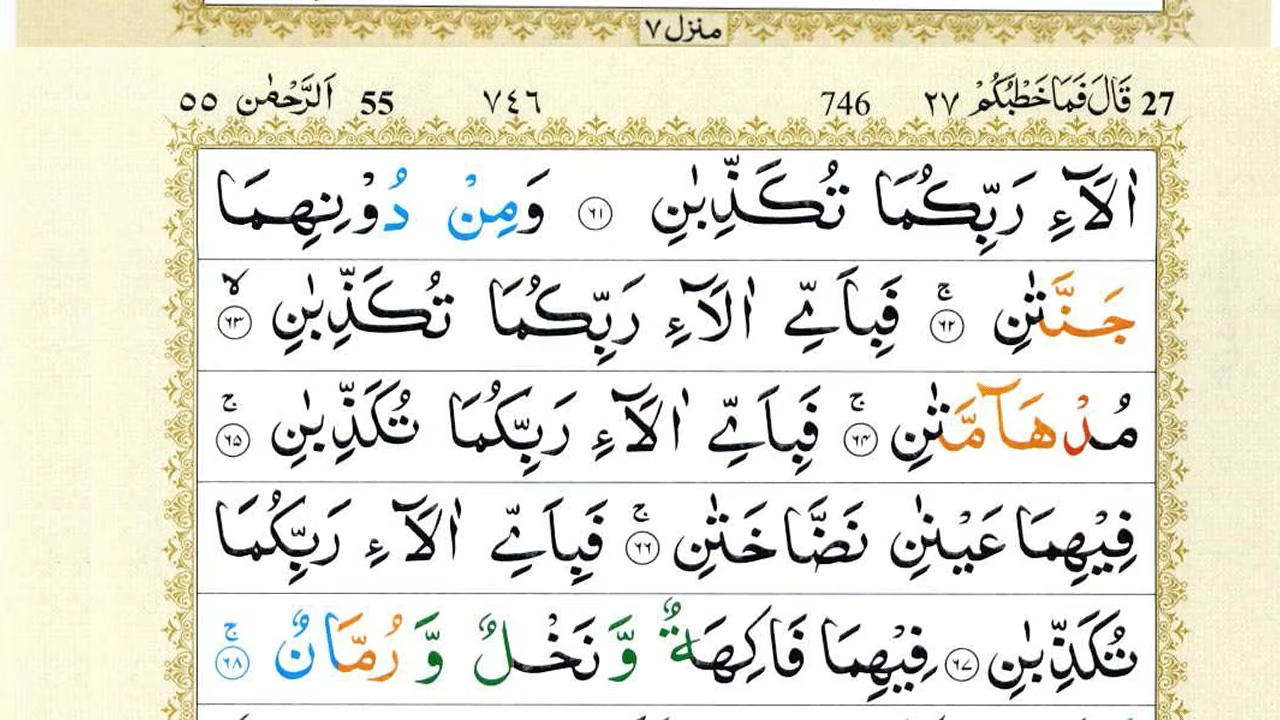 منزل ٧
27 قَالَ فَمَا خَطْبُكُمْ ٢٧ 746 ٧٤٦ 55 اَلرَّحْمٰن ٥٥
اٰلَآءِ رَبِّكُمَا تُكَذِّبٰنِ ۝٦١ وَمِنْ دُوْنِهِمَا
جَنَّتٰنِ ۝٦٢ۚ فَبِاَيِّ اٰلَآءِ رَبِّكُمَا تُكَذِّبٰنِ ۝٦٣ۙ
مُدْهَآمَّتٰنِ ۝٦٤ۚ فَبِاَيِّ اٰلَآءِ رَبِّكُمَا تُكَذِّبٰنِ ۝٦٥ۚ
فِيْهِمَا عَيْنٰنِ نَضَّاخَتٰنِ ۝٦٦ۚ فَبِاَيِّ اٰلَآءِ رَبِّكُمَا
تُكَذِّبٰنِ ۝٦٧ فِيْهِمَا فَاكِهَةٌ وَّنَخْلٌ وَّرُمَّانٌ ۝٦٨ۚ